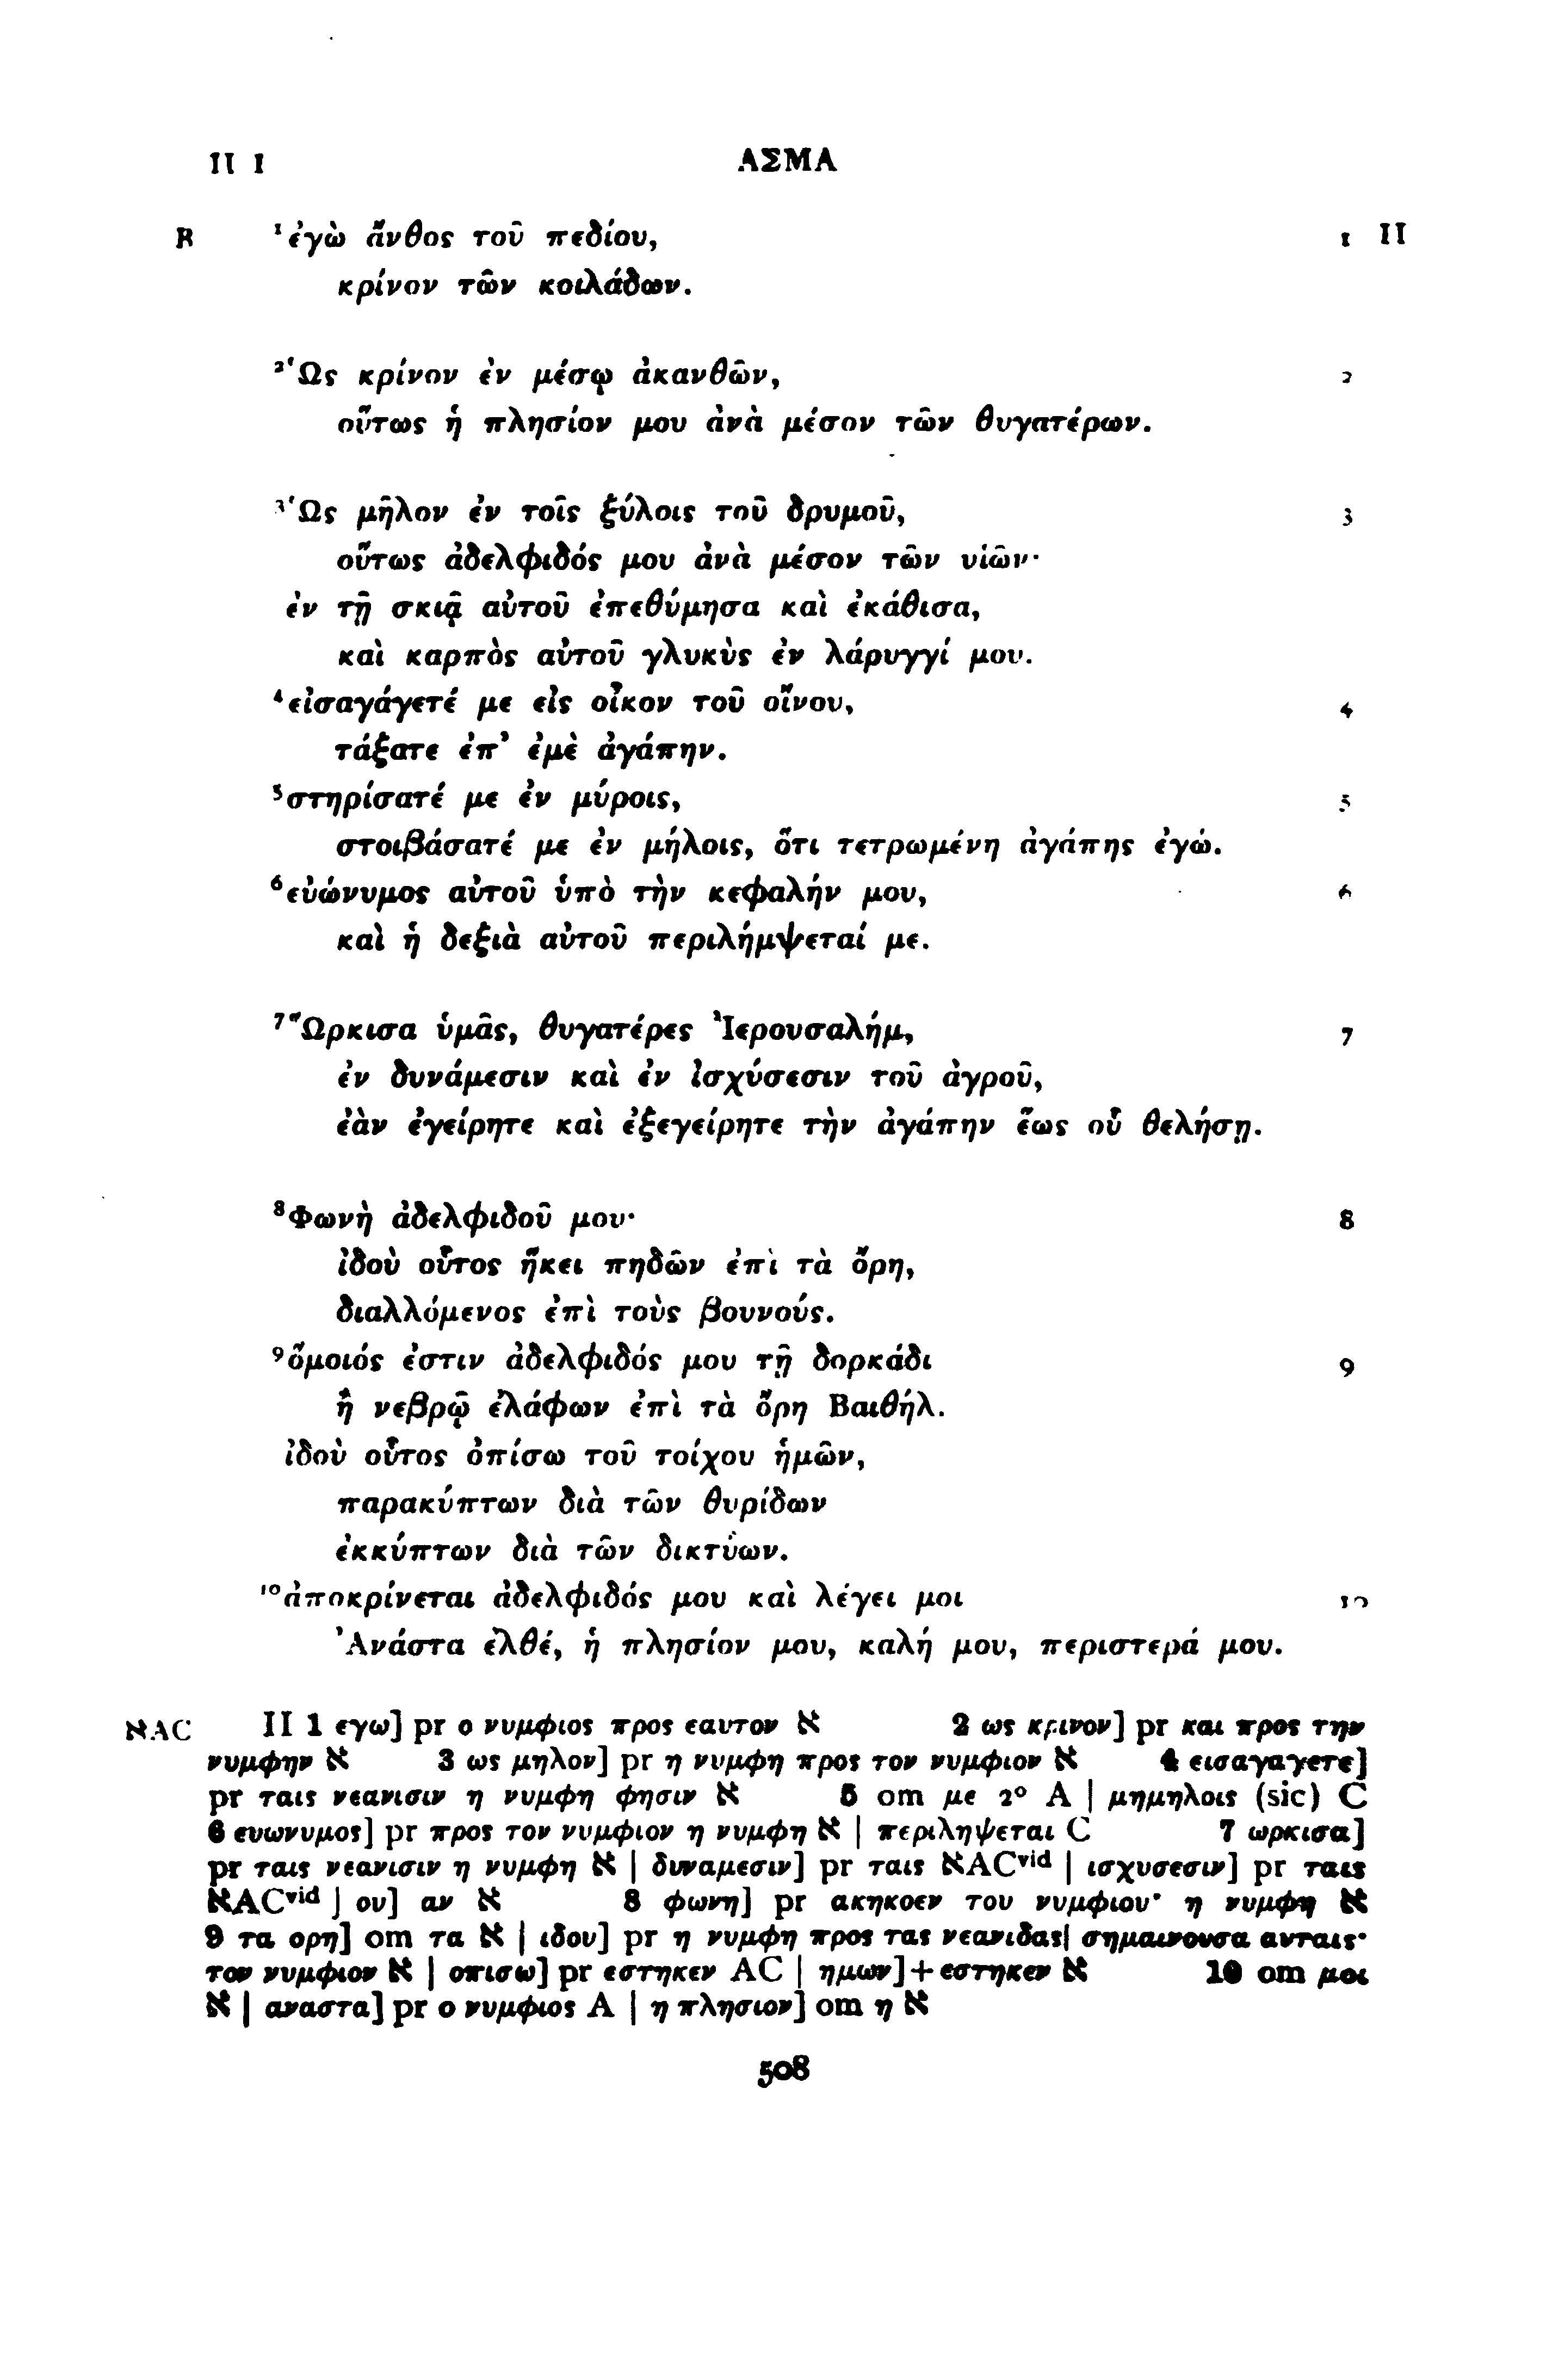 II 1 ΑΣΜΑ
B ¹ἐγὼ ἄνθος τοῦ πεδίου, 1 II
κρίνον τῶν κοιλάδων.
²Ὡς κρίνον ἐν μέσῳ ἀκανθῶν, 2
οὕτως ἡ πλησίον μου ἀνὰ μέσον τῶν θυγατέρων.
³Ὡς μῆλον ἐν τοῖς ξύλοις τοῦ δρυμοῦ, 3
οὕτως ἀδελφιδός μου ἀνὰ μέσον τῶν υἱῶν·
ἐν τῇ σκιᾷ αὐτοῦ ἐπεθύμησα καὶ ἐκάθισα,
καὶ καρπὸς αὐτοῦ γλυκὺς ἐν λάρυγγί μου.
⁴εἰσαγάγετέ με εἰς οἶκον τοῦ οἴνου, 4
τάξατε ἐπ’ ἐμὲ ἀγάπην.
⁵στηρίσατέ με ἐν μύροις, 5
στοιβάσατέ με ἐν μήλοις, ὅτι τετρωμένη ἀγάπης ἐγώ.
⁶εὐώνυμος αὐτοῦ ὑπὸ τὴν κεφαλήν μου, 6
καὶ ἡ δεξιὰ αὐτοῦ περιλήμψεταί με.
⁷Ὥρκισα ὑμᾶς, θυγατέρες Ἰερουσαλήμ, 7
ἐν δυνάμεσιν καὶ ἐν ἰσχύσεσιν τοῦ ἀγροῦ,
ἐὰν ἐγείρητε καὶ ἐξεγείρητε τὴν ἀγάπην ἕως οὗ θελήσῃ.
⁸Φωνὴ ἀδελφιδοῦ μου· 8
ἰδοὺ οὗτος ἥκει πηδῶν ἐπὶ τὰ ὄρη,
διαλλόμενος ἐπὶ τοὺς βουνούς.
⁹ὅμοιός ἐστιν ἀδελφιδός μου τῇ δορκάδι 9
ἢ νεβρῷ ἐλάφων ἐπὶ τὰ ὄρη Βαιθήλ.
ἰδοὺ οὗτος ὀπίσω τοῦ τοίχου ἡμῶν,
παρακύπτων διὰ τῶν θυρίδων
ἐκκύπτων διὰ τῶν δικτύων.
¹⁰ἀποκρίνεται ἀδελφιδός μου καὶ λέγει μοι 10
Ἀνάστα ἐλθέ, ἡ πλησίον μου, καλή μου, περιστερά μου.
אAC II 1 εγω] pr ο νυμφιος προς εαυτον א 2 ως κρινον] pr και προς την
νυμφην א 3 ως μηλον] pr η νυμφη προς τον νυμφιον א 4 εισαγαγετε]
pr ταις νεανισιν η νυμφη φησιν א 5 om με 2° A | μημηλοις (sic) C
6 ευωνυμος] pr προς τον νυμφιον η νυμφη א | περιληψεται C 7 ωρκισα]
pr ταις νεανισιν η νυμφη א | δυναμεσιν] pr ταις אACᵛⁱᵈ | ισχυσεσιν] pr ταις
אACᵛⁱᵈ | ου] αν א 8 φωνη] pr ακηκοεν του νυμφιου· η νυμφη א
9 τα ορη] om τα א | ιδου] pr η νυμφη προς τας νεανιδας| σημαινουσα αυταις·
τον νυμφιον א | οπισω] pr εστηκεν AC | ημων]+εστηκεν א 10 om μοι
א | αναστα] pr ο νυμφιος A | η πλησιον] om η א
508